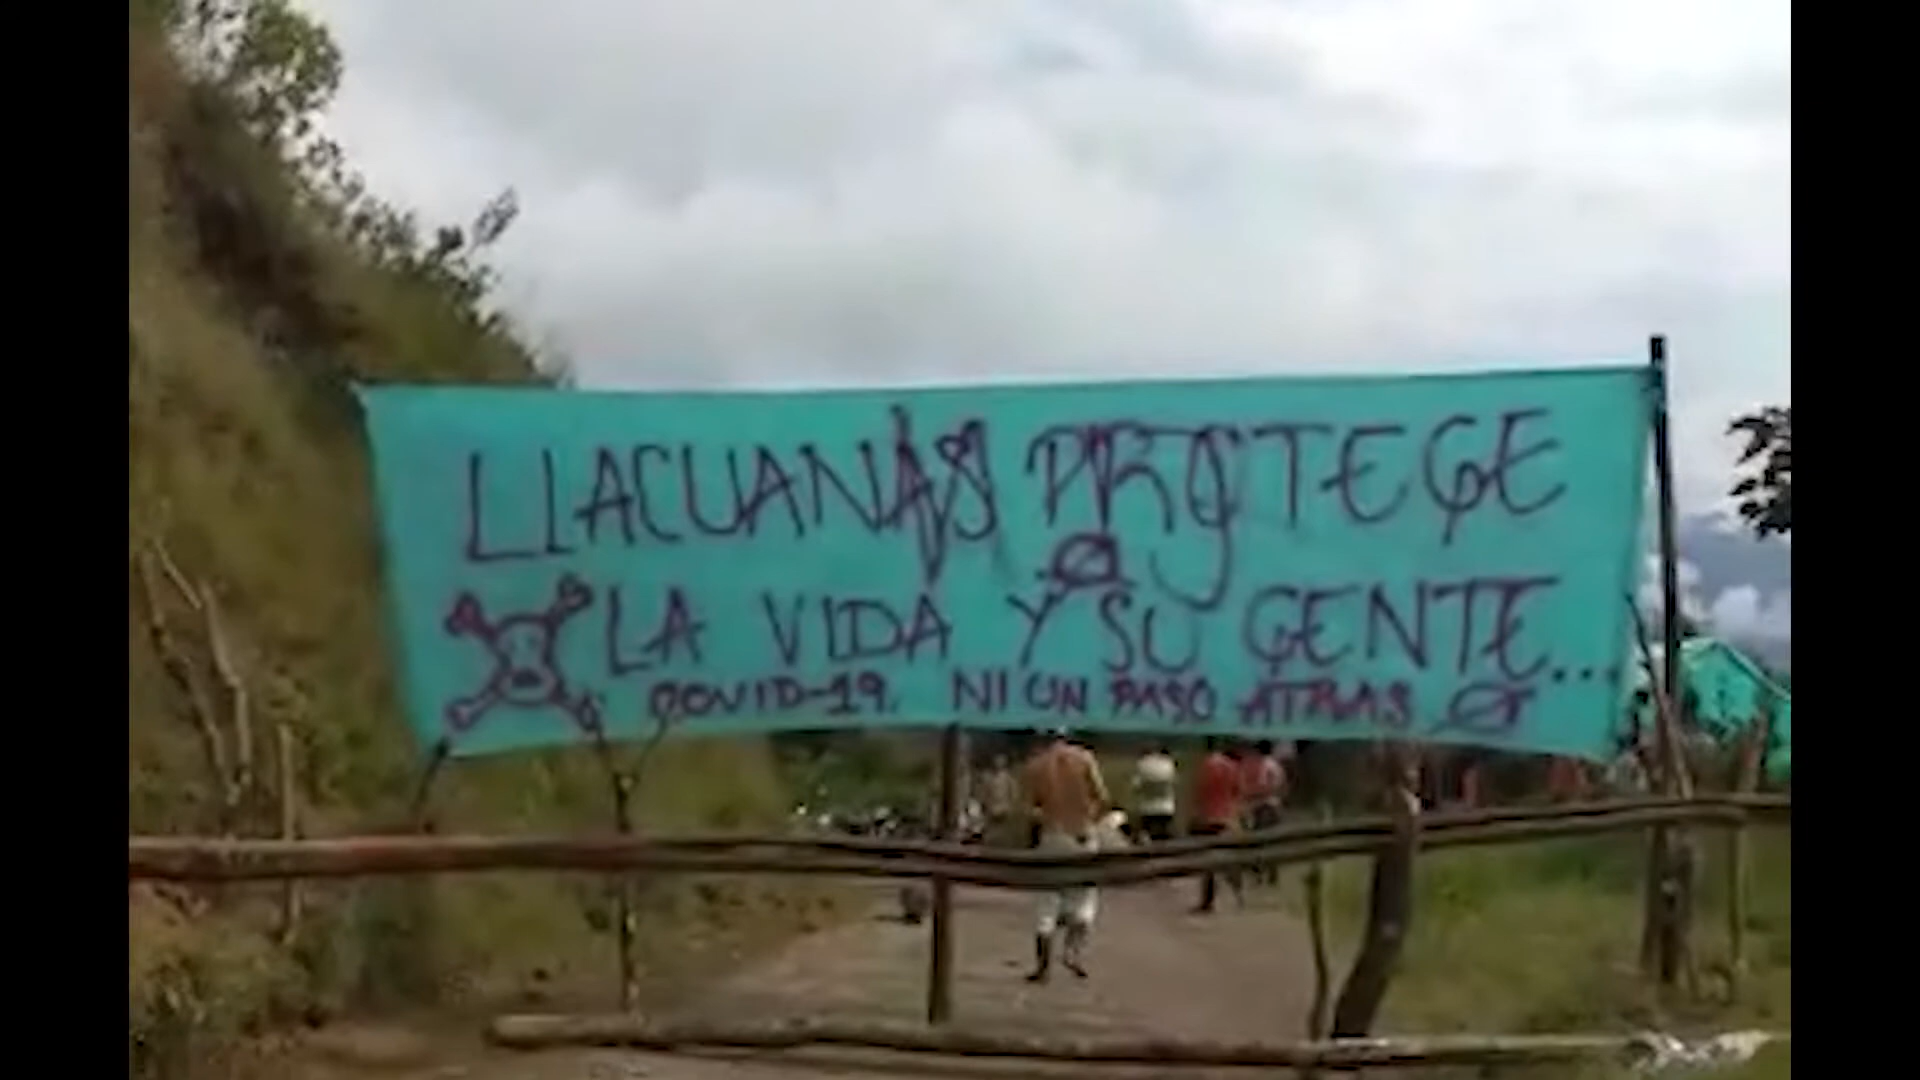 LLACUANAS PROTEGE
LA VIDA Y SU GENTE...
COVID-19. NI UN PASO ATRAS